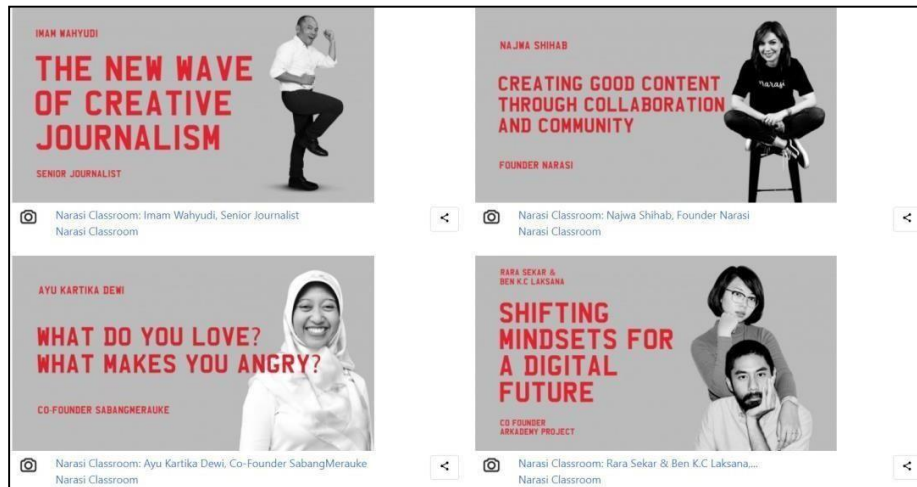 IMAM WAHYUDI
THE NEW WAVE
OF CREATIVE
JOURNALISM
SENIOR JOURNALIST
Narasi Classroom: Imam Wahyudi, Senior Journalist
Narasi Classroom
NAJWA SHIHAB
CREATING GOOD CONTENT
THROUGH COLLABORATION
AND COMMUNITY
FOUNDER NARASI
narasi
Narasi Classroom: Najwa Shihab, Founder Narasi
Narasi Classroom
AYU KARTIKA DEWI
WHAT DO YOU LOVE?
WHAT MAKES YOU ANGRY?
CO-FOUNDER SABANGMERAUKE
Narasi Classroom: Ayu Kartika Dewi, Co-Founder SabangMerauke
Narasi Classroom
RARA SEKAR &
BEN K.C LAKSANA
SHIFTING
MINDSETS FOR
A DIGITAL
FUTURE
CO FOUNDER
ARKADEMY PROJECT
Narasi Classroom: Rara Sekar & Ben K.C Laksana,...
Narasi Classroom